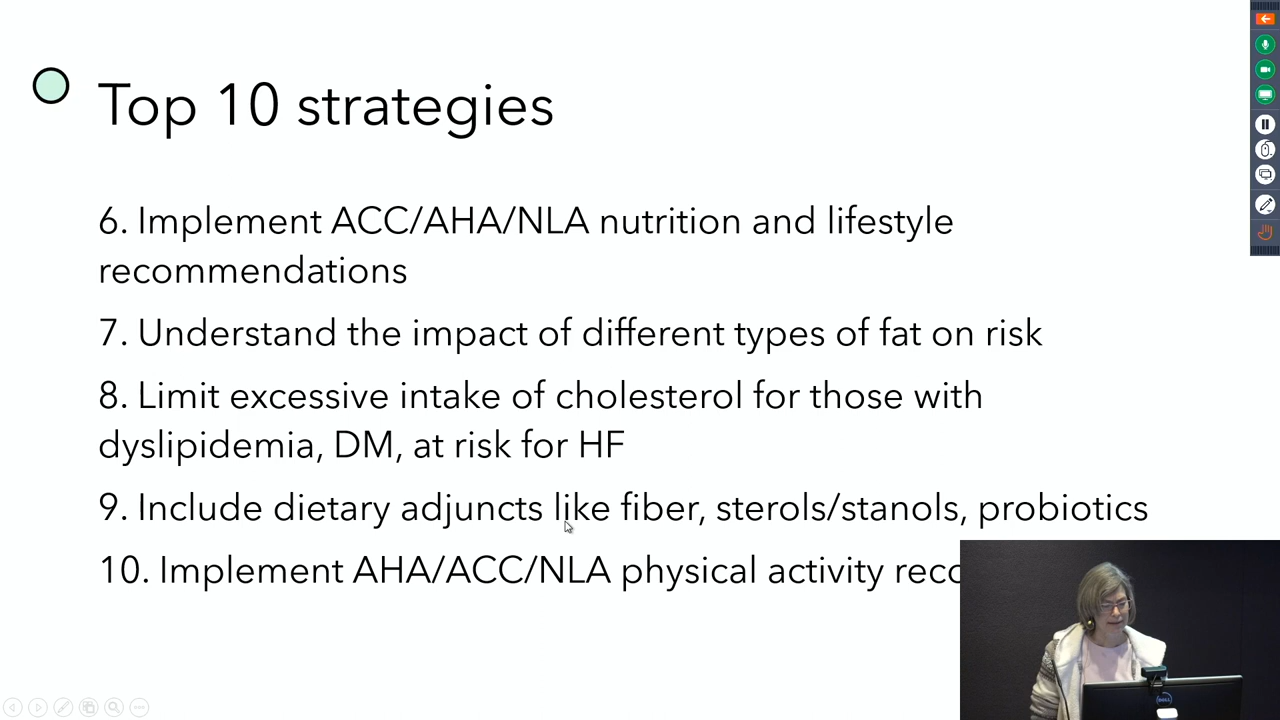 Top 10 strategies
6. Implement ACC/AHA/NLA nutrition and lifestyle
recommendations
7. Understand the impact of different types of fat on risk
8. Limit excessive intake of cholesterol for those with
dyslipidemia, DM, at risk for HF
9. Include dietary adjuncts like fiber, sterols/stanols, probiotics
10. Implement AHA/ACC/NLA physical activity reco
DELL